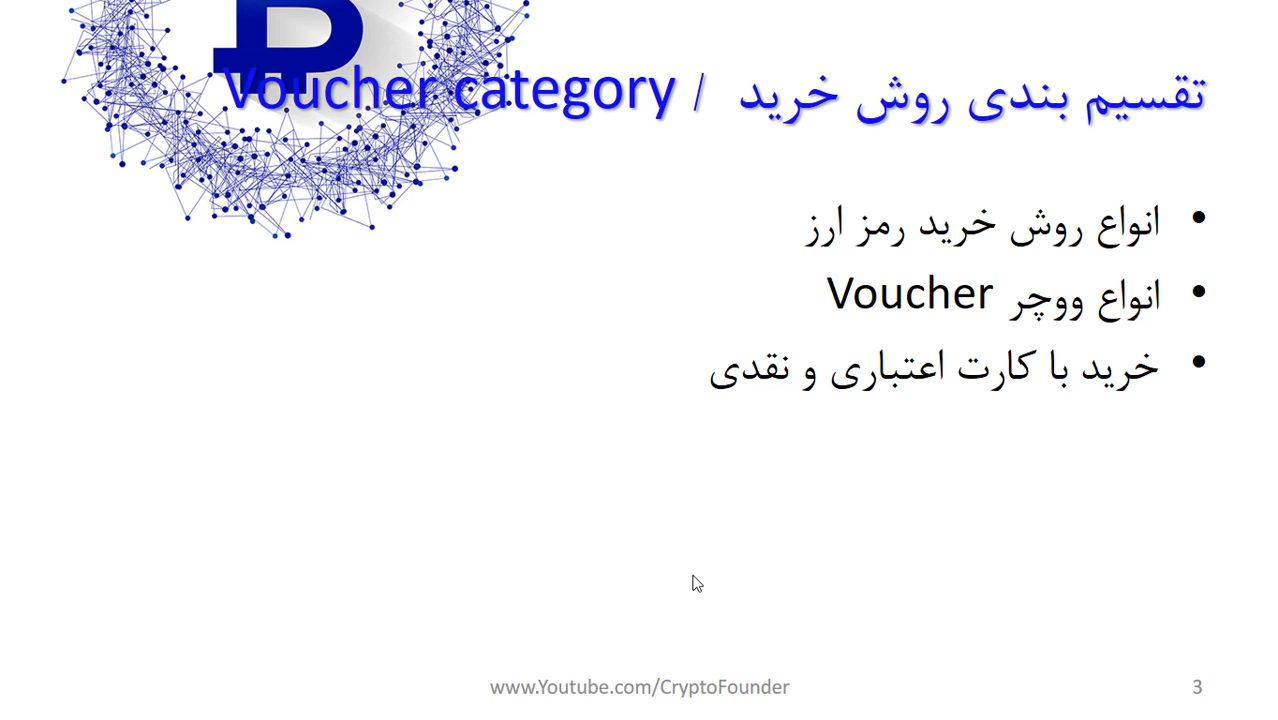 تقسیم بندی روش خرید / Voucher category
• انواع روش خرید رمز ارز
• انواع ووچر Voucher
• خرید با کارت اعتباری و نقدی
www.Youtube.com/CryptoFounder
3